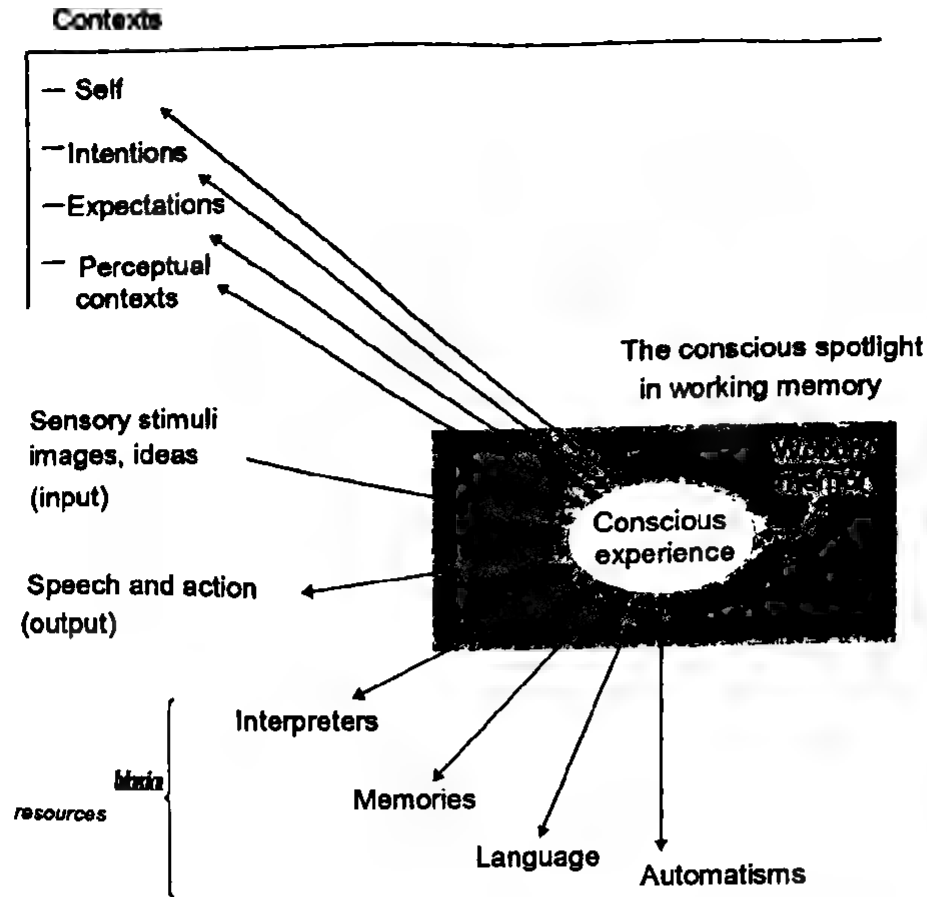 Contexts
— Self
— Intentions
— Expectations
— Perceptual
contexts
The conscious spotlight
in working memory
Sensory stimuli
images, ideas
(input)
Conscious
experience
Speech and action
(output)
Interpreters
resources
Memories
Language
Automatisms